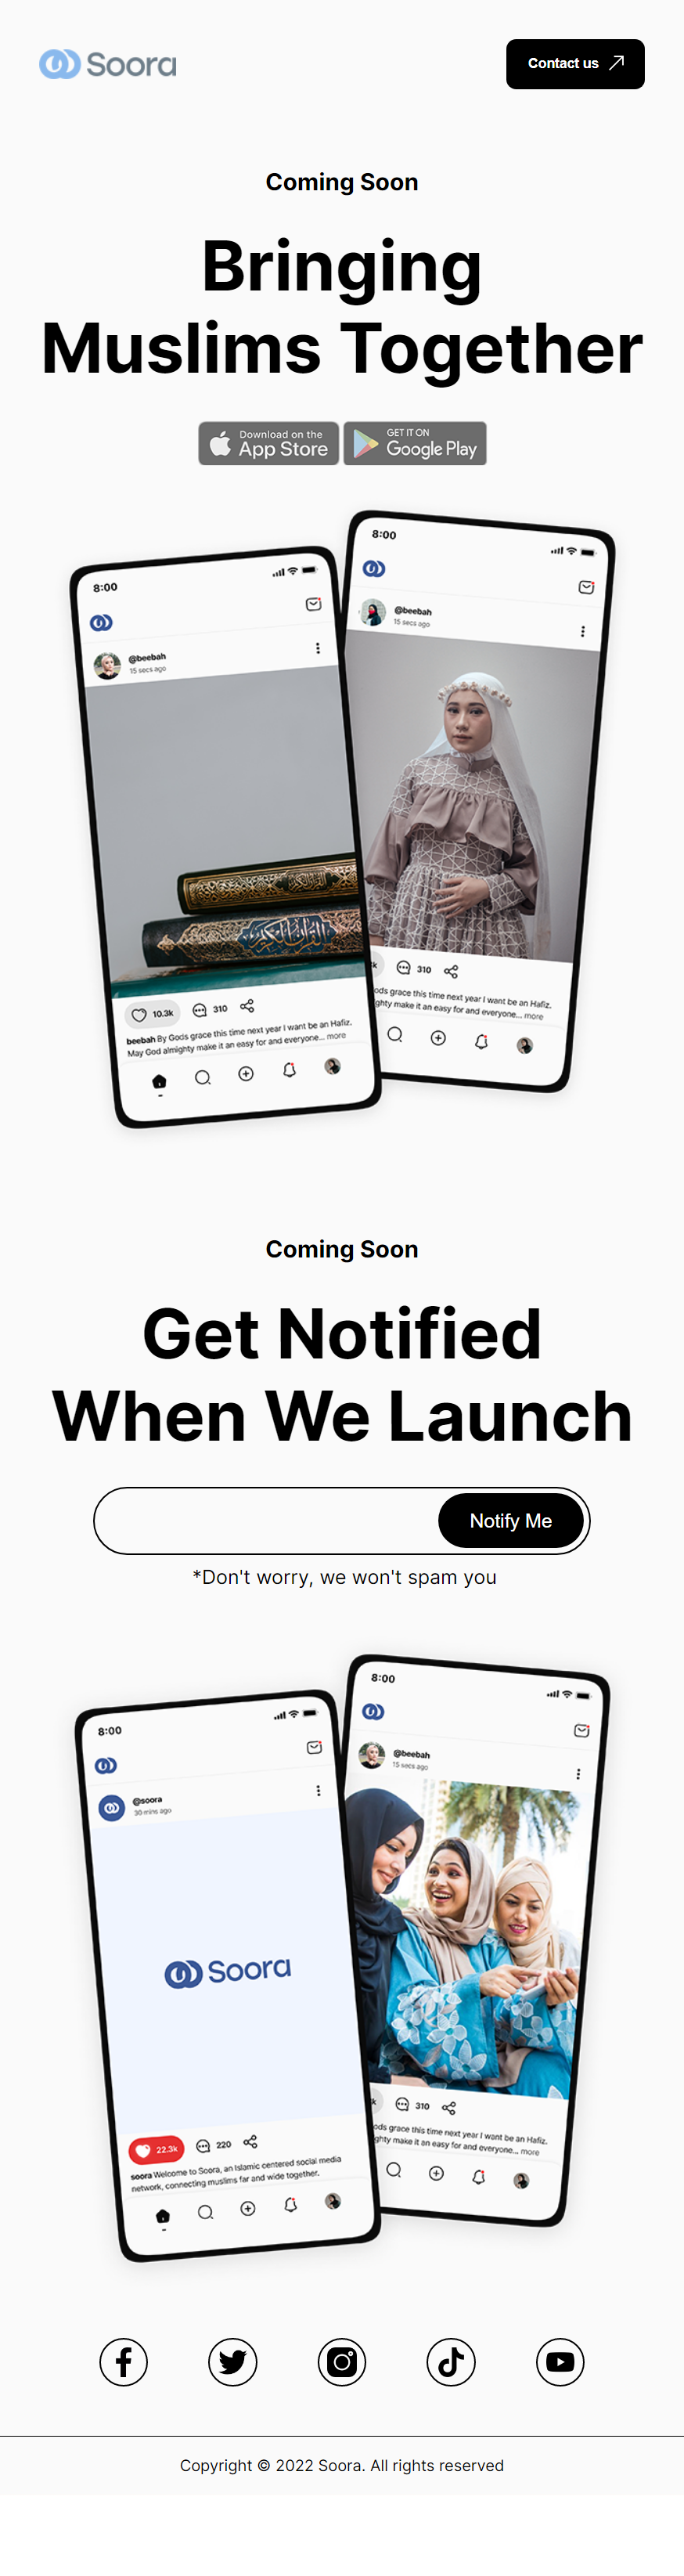 Soora
Contact us
Coming Soon
Bringing
Muslims Together
Download on the
App Store
GET IT ON
Google Play
8:00
@beebah
15 secs ago
القرآن الكريم
10.3k
310
beebah By Gods grace this time next year I want be an Hafiz.
May God almighty make it an easy for and everyone... more
8:00
@beebah
15 secs ago
k
310
ods grace this time next year I want be an Hafiz.
ghty make it an easy for and everyone... more
Coming Soon
Get Notified
When We Launch
Notify Me
*Don't worry, we won't spam you
8:00
@soora
30 mins ago
Soora
22.3k
220
soora Welcome to Soora, an Islamic centered social media
network, connecting muslims far and wide together.
8:00
@beebah
15 secs ago
k
310
ods grace this time next year I want be an Hafiz.
ghty make it an easy for and everyone... more
Copyright © 2022 Soora. All rights reserved